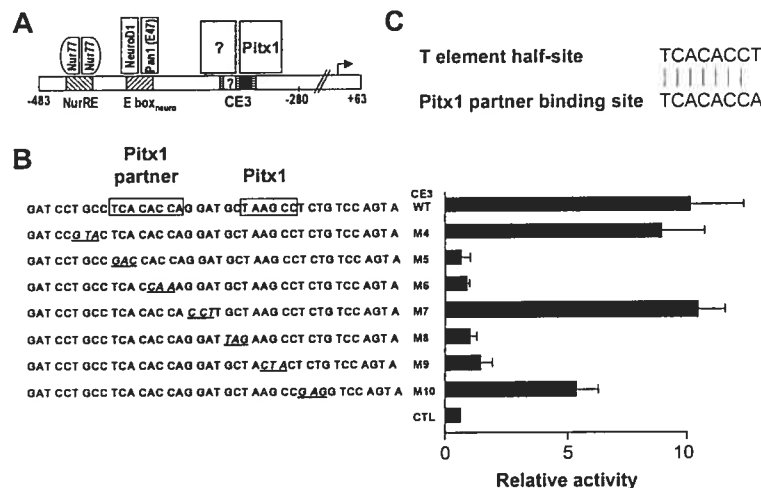 A
Nur77
Nur77
NeuroD1
Pan1 (E47)
?
Pitx1
?
-483
NurRE
E box neuro
CE3
-280
+63
C
T element half-site
TCACACCT
Pitx1 partner binding site
TCACACCA
B
Pitx1
partner
Pitx1
CE3
GAT CCT GCC TCA CAC CAG GAT GCT AAG CCT CTG TCC AGT A
WT
GAT CCG TAC TCA CAC CAG GAT GCT AAG CCT CTG TCC AGT A
M4
GAT CCT GCC GAC CAC CAG GAT GCT AAG CCT CTG TCC AGT A
M5
GAT CCT GCC TCA CCA AAG GAT GCT AAG CCT CTG TCC AGT A
M6
GAT CCT GCC TCA CAC CAC CTT GCT AAG CCT CTG TCC AGT A
M7
GAT CCT GCC TCA CAC CAG GAT TAG AAG CCT CTG TCC AGT A
M8
GAT CCT GCC TCA CAC CAG GAT GCT ACT ACT CTG TCC AGT A
M9
GAT CCT GCC TCA CAC CAG GAT GCT AAG CCG AGG TCC AGT A
M10
CTL
0
5
10
Relative activity